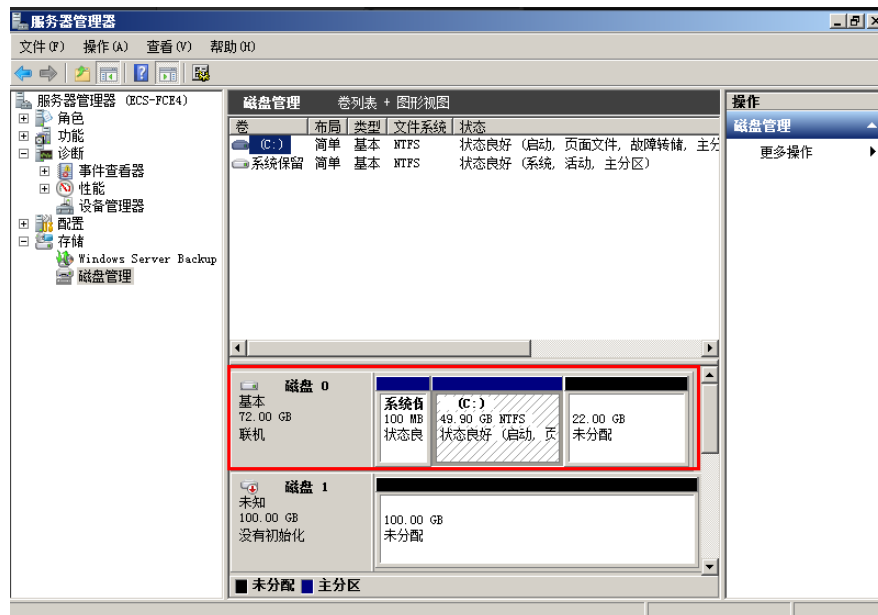 服务器管理器
文件(F) 操作(A) 查看(V) 帮助(H)
服务器管理器 (ECS-FCE4)
角色
功能
诊断
事件查看器
性能
设备管理器
配置
存储
Windows Server Backup
磁盘管理
磁盘管理 卷列表 + 图形视图
卷 布局 类型 文件系统 状态
(C:) 简单 基本 NTFS 状态良好 (启动, 页面文件, 故障转储, 主分
系统保留 简单 基本 NTFS 状态良好 (系统, 活动, 主分区)
磁盘 0
基本
72.00 GB
联机
系统保
100 MB
状态良
(C:)
49.90 GB NTFS
状态良好 (启动, 页
22.00 GB
未分配
磁盘 1
未知
100.00 GB
没有初始化
100.00 GB
未分配
未分配 主分区
操作
磁盘管理
更多操作